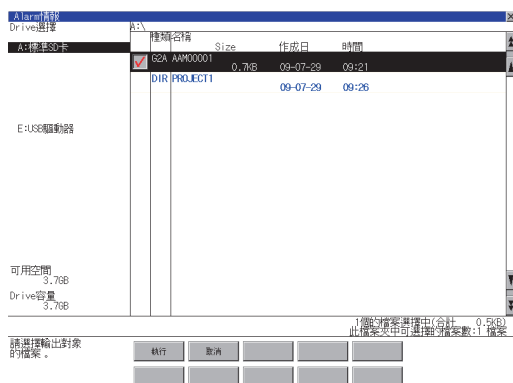 Alarm情報
Drive選擇 A:\
A:標準SD卡
種類 名稱
Size 作成日 時間
G2A AAM00001
0.7KB 09-07-29 09:21
DIR PROJECT1
09-07-29 09:26
E:USB驅動器
可用空間
3.7GB
Drive容量
3.7GB
1個的檔案選擇中(合計 0.5KB)
此檔案夾中可選擇的檔案數:1 檔案
請選擇輸出對象
的檔案。
執行 取消